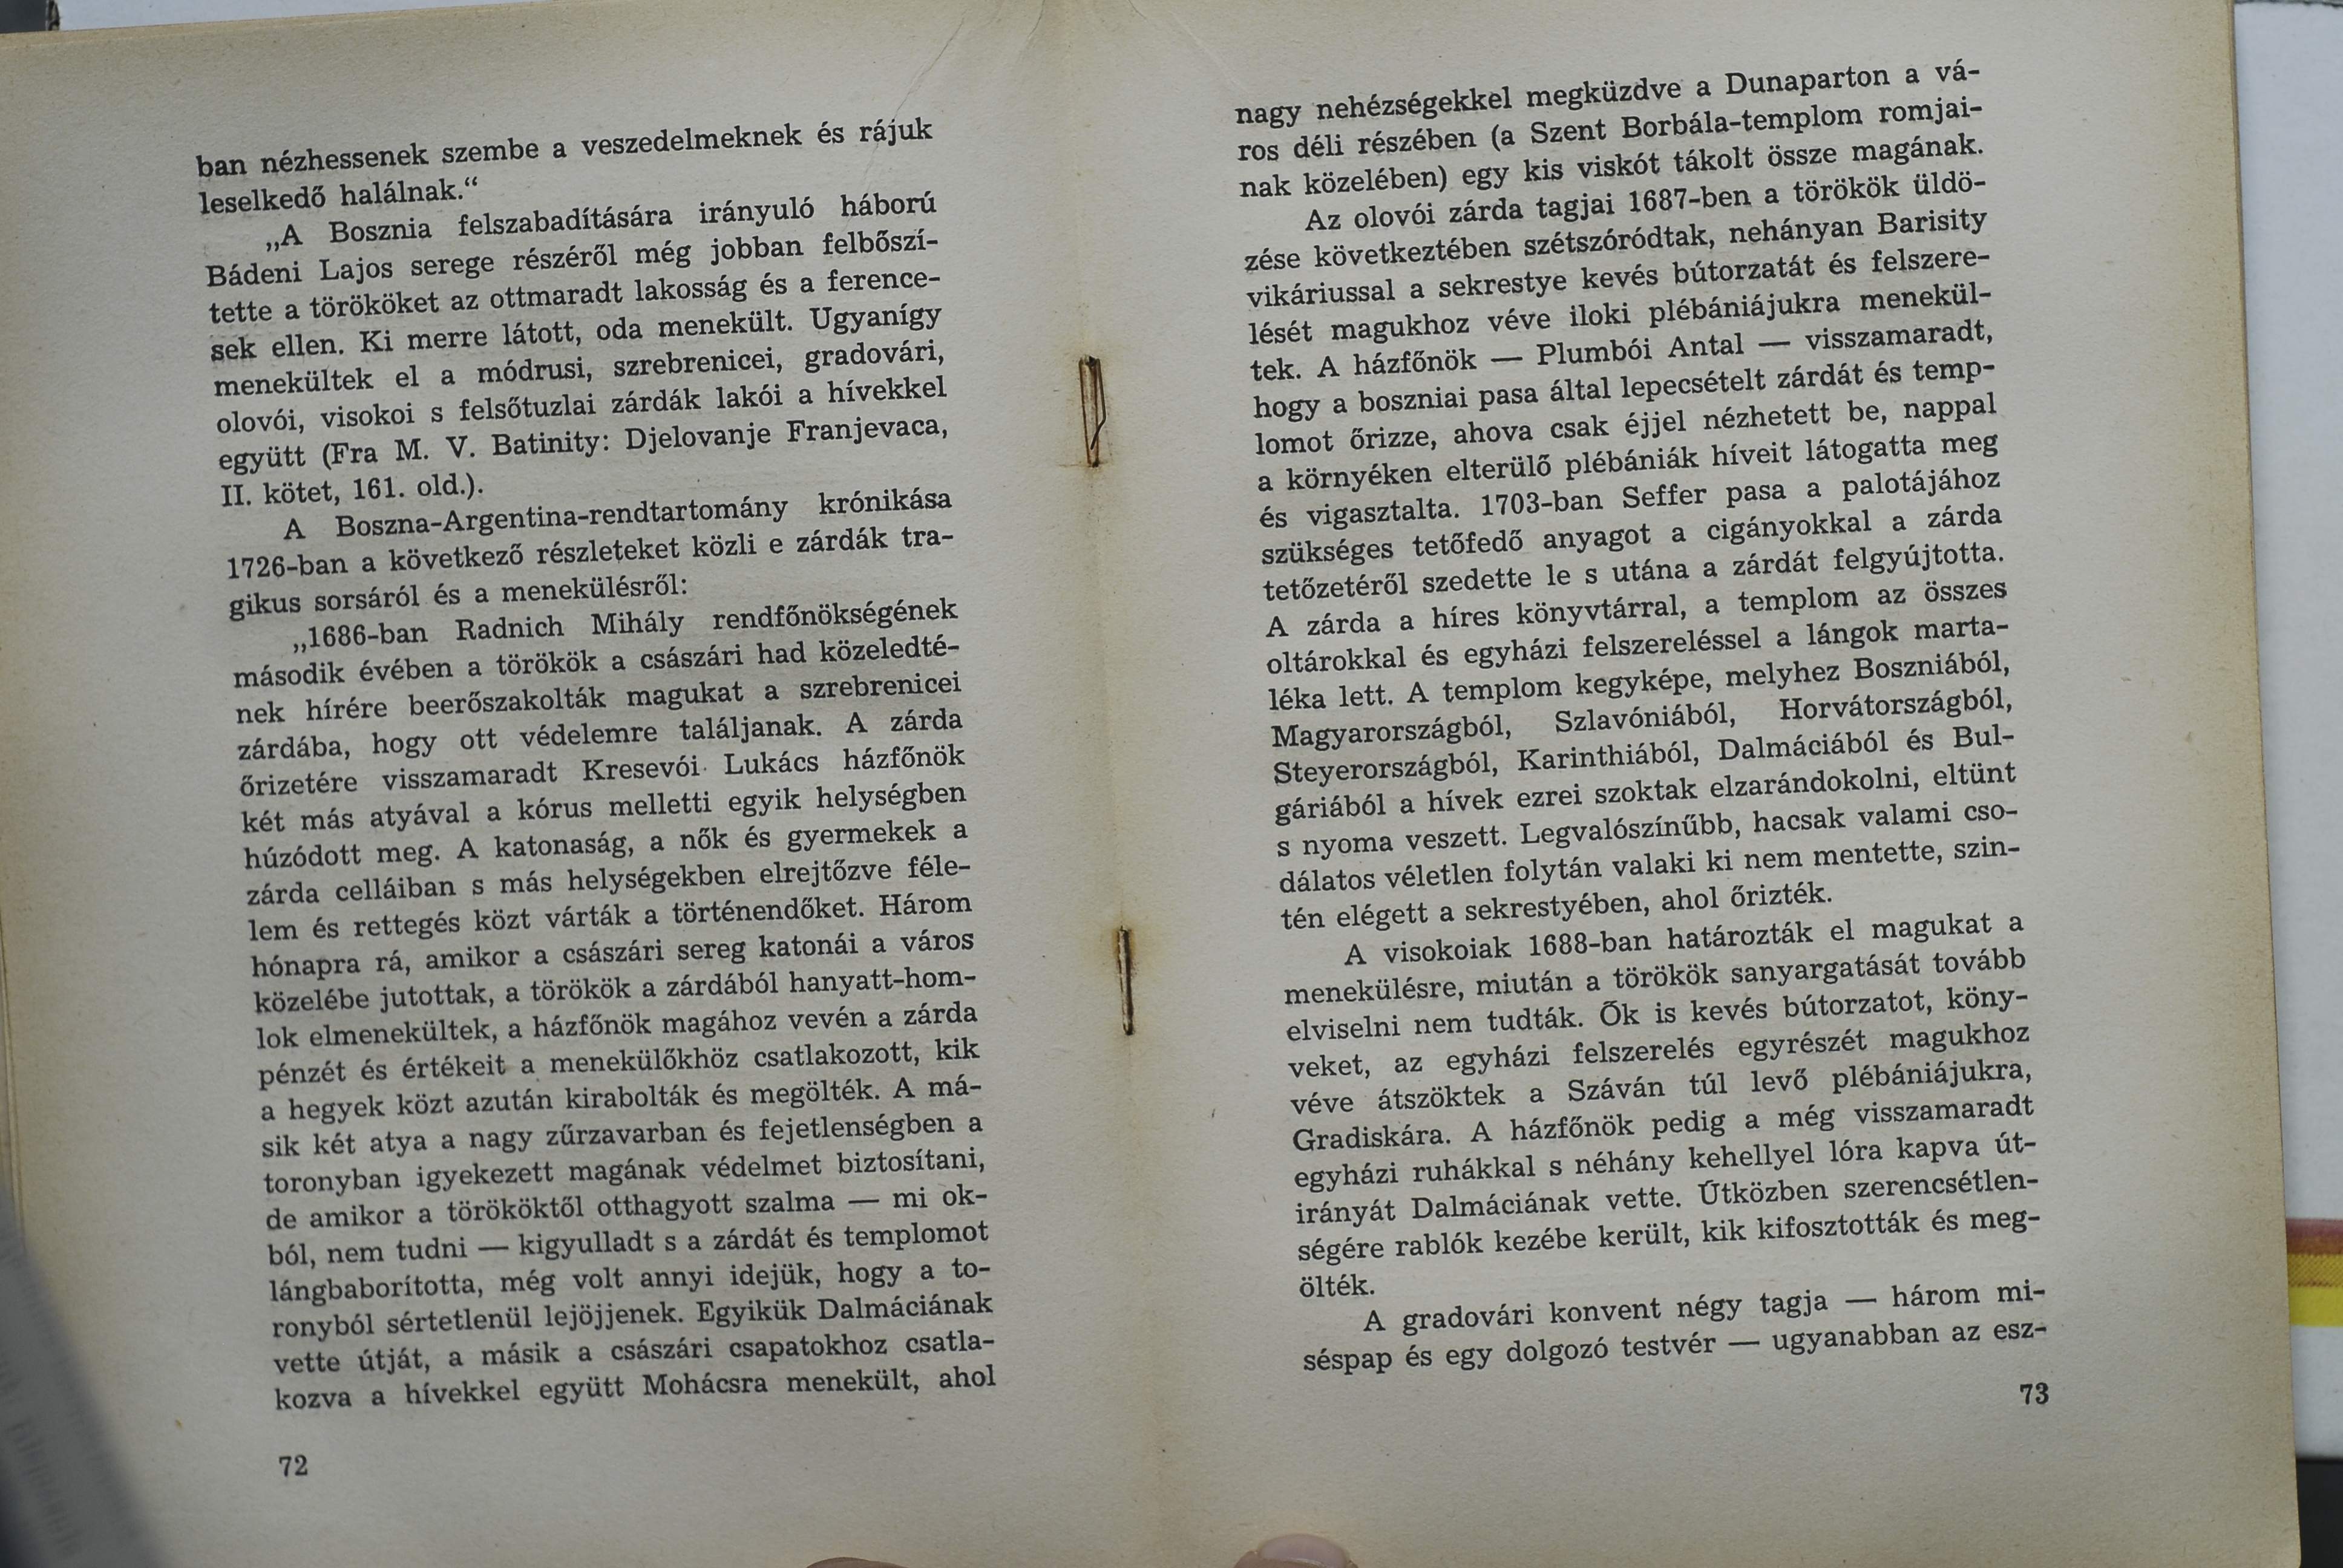 ban nézhessenek szembe a veszedelmeknek és rájuk
leselkedő halálnak.“
„A Bosznia felszabadítására irányuló háború
Bádeni Lajos serege részéről még jobban felbőszí-
tette a törököket az ottmaradt lakosság és a ference-
sek ellen. Ki merre látott, oda menekült. Ugyanígy
menekültek el a módrusi, szrebrenicei, gradovári,
olovói, visokoi s felsőtuzlai zárdák lakói a hívekkel
együtt (Fra M. V. Batinity: Djelovanje Franjevaca,
II. kötet, 161. old.).
A Boszna-Argentina-rendtartomány krónikása
1726-ban a következő részleteket közli e zárdák tra-
gikus sorsáról és a menekülésről:
„1686-ban Radnich Mihály rendfőnökségének
második évében a törökök a császári had közeledté-
nek hírére beerőszakolták magukat a szrebrenicei
zárdába, hogy ott védelemre találjanak. A zárda
őrizetére visszamaradt Kresevói Lukács házfőnök
két más atyával a kórus melletti egyik helységben
húzódott meg. A katonaság, a nők és gyermekek a
zárda celláiban s más helységekben elrejtőzve féle-
lem és rettegés közt várták a történendőket. Három
hónapra rá, amikor a császári sereg katonái a város
közelébe jutottak, a törökök a zárdából hanyatt-hom-
lok elmenekültek, a házfőnök magához vevén a zárda
pénzét és értékeit a menekülőkhöz csatlakozott, kik
a hegyek közt azután kirabolták és megölték. A má-
sik két atya a nagy zűrzavarban és fejetlenségben a
toronyban igyekezett magának védelmet biztosítani,
de amikor a törököktől otthagyott szalma — mi ok-
ból, nem tudni — kigyulladt s a zárdát és templomot
lángbaborította, még volt annyi idejük, hogy a to-
ronyból sértetlenül lejöjjenek. Egyikük Dalmáciának
vette útját, a másik a császári csapatokhoz csatla-
kozva a hívekkel együtt Mohácsra menekült, ahol
72
nagy nehézségekkel megküzdve a Dunaparton a vá-
ros déli részében (a Szent Borbála-templom romjai-
nak közelében) egy kis viskót tákolt össze magának.
Az olovói zárda tagjai 1687-ben a törökök üldö-
zése következtében szétszóródtak, nehányan Barisity
vikáriussal a sekrestye kevés bútorzatát és felszere-
lését magukhoz véve iloki plébániájukra menekül-
tek. A házfőnök — Plumbói Antal — visszamaradt,
hogy a boszniai pasa által lepecsételt zárdát és temp-
lomot őrizze, ahova csak éjjel nézhetett be, nappal
a környéken elterülő plébániák híveit látogatta meg
és vigasztalta. 1703-ban Seffer pasa a palotájához
szükséges tetőfedő anyagot a cigányokkal a zárda
tetőzetéről szedette le s utána a zárdát felgyújtotta.
A zárda a híres könyvtárral, a templom az összes
oltárokkal és egyházi felszereléssel a lángok marta-
léka lett. A templom kegyképe, melyhez Boszniából,
Magyarországból, Szlavóniából, Horvátországból,
Steyerországból, Karinthiából, Dalmáciából és Bul-
gáriából a hívek ezrei szoktak elzarándokolni, eltünt
s nyoma veszett. Legvalószínűbb, hacsak valami cso-
dálatos véletlen folytán valaki ki nem mentette, szin-
tén elégett a sekrestyében, ahol őrizték.
A visokoiak 1688-ban határozták el magukat a
menekülésre, miután a törökök sanyargatását tovább
elviselni nem tudták. Ők is kevés bútorzatot, köny-
veket, az egyházi felszerelés egyrészét magukhoz
véve átszöktek a Száván túl levő plébániájukra,
Gradiskára. A házfőnök pedig a még visszamaradt
egyházi ruhákkal s néhány kehellyel lóra kapva út-
irányát Dalmáciának vette. Útközben szerencsétlen-
ségére rablók kezébe került, kik kifosztották és meg-
ölték.
A gradovári konvent négy tagja — három mi-
séspap és egy dolgozó testvér — ugyanabban az esz-
73